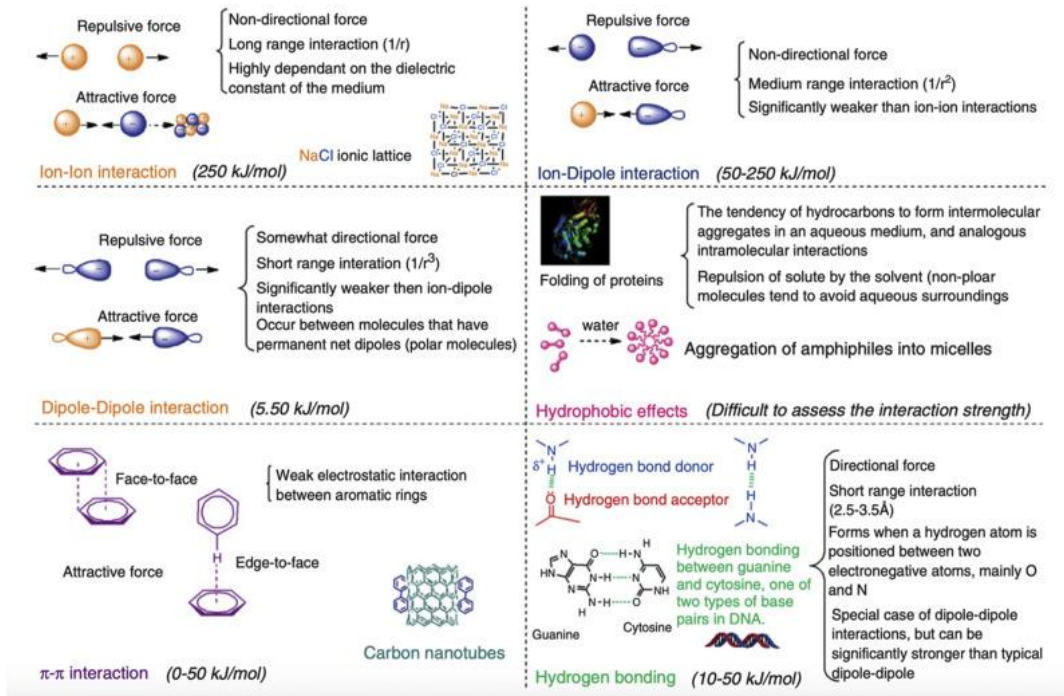 Repulsive force
Non-directional force
Long range interaction (1/r)
Highly dependant on the dielectric
constant of the medium
Attractive force
NaCl ionic lattice
Ion-Ion interaction (250 kJ/mol)
Repulsive force
Attractive force
Non-directional force
Medium range interaction (1/r²)
Significantly weaker than ion-ion interactions
Ion-Dipole interaction (50-250 kJ/mol)
Repulsive force
Attractive force
Somewhat directional force
Short range interation (1/r³)
Significantly weaker then ion-dipole
interactions
Occur between molecules that have
permanent net dipoles (polar molecules)
Dipole-Dipole interaction (5.50 kJ/mol)
Folding of proteins
The tendency of hydrocarbons to form intermolecular
aggregates in an aqueous medium, and analogous
intramolecular interactions
Repulsion of solute by the solvent (non-ploar
molecules tend to avoid aqueous surroundings
water
Aggregation of amphiphiles into micelles
Hydrophobic effects (Difficult to assess the interaction strength)
Face-to-face
Weak electrostatic interaction
between aromatic rings
H
Edge-to-face
Attractive force
Carbon nanotubes
π-π interaction (0-50 kJ/mol)
N
H
δ⁺
Hydrogen bond donor
O
Hydrogen bond acceptor
N
H
H
N
Hydrogen bonding
between guanine
and cytosine, one of
two types of base
pairs in DNA.
Guanine
Cytosine
Directional force
Short range interaction
(2.5-3.5Å)
Forms when a hydrogen atom is
positioned between two
electronegative atoms, mainly O
and N
Special case of dipole-dipole
interactions, but can be
significantly stronger than typical
dipole-dipole
Hydrogen bonding (10-50 kJ/mol)